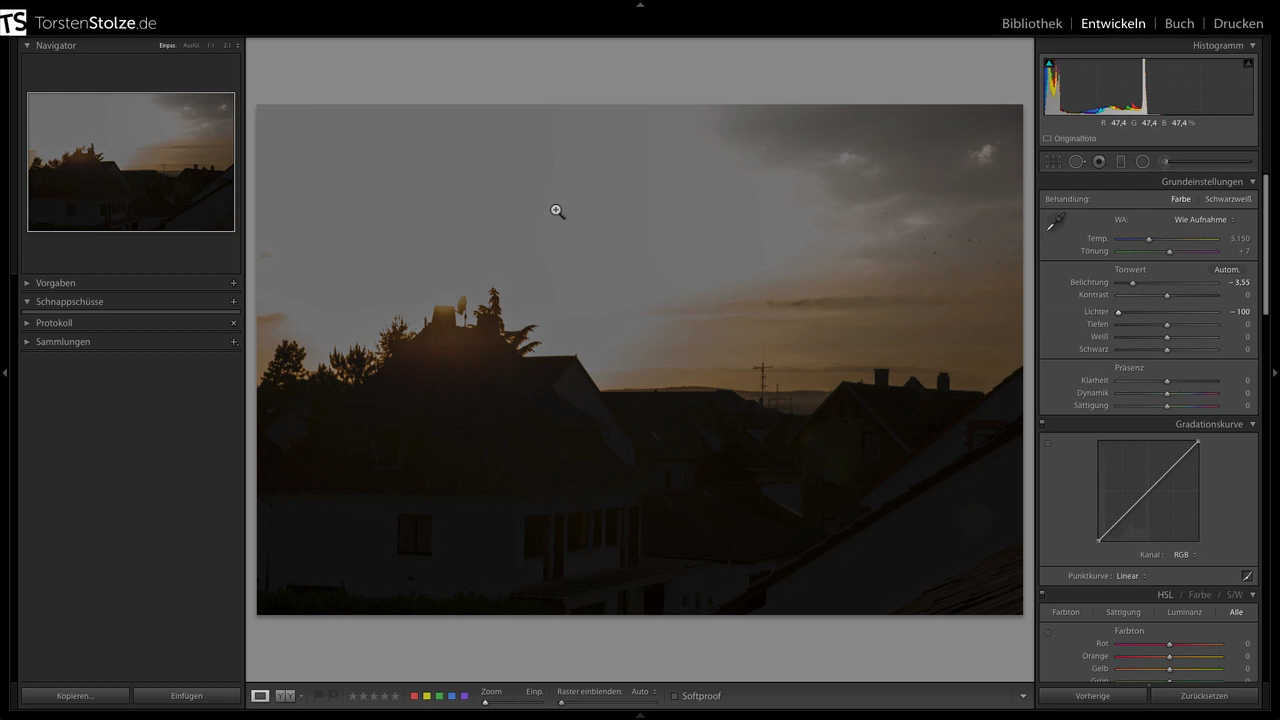 TS TorstenStolze.de
Bibliothek | Entwickeln | Buch | Drucken
Navigator Einpas. Ausfül. 1:1 2:1
Vorgaben
Schnappschüsse
Protokoll
Sammlungen
Kopieren... Einfügen
YY Zoom Einp. Raster einblenden: Auto Softproof
Histogramm
R 47,4 G 47,4 B 47,4 %
Originalfoto
Grundeinstellungen
Behandlung: Farbe Schwarzweiß
WA: Wie Aufnahme
Temp. 5.150
Tönung + 7
Tonwert Autom.
Belichtung − 3,55
Kontrast 0
Lichter − 100
Tiefen 0
Weiß 0
Schwarz 0
Präsenz
Klarheit 0
Dynamik 0
Sättigung 0
Gradationskurve
Kanal : RGB
Punktkurve : Linear
HSL / Farbe / S/W
Farbton Sättigung Luminanz Alle
Farbton
Rot 0
Orange 0
Gelb 0
Grün
Vorherige Zurücksetzen